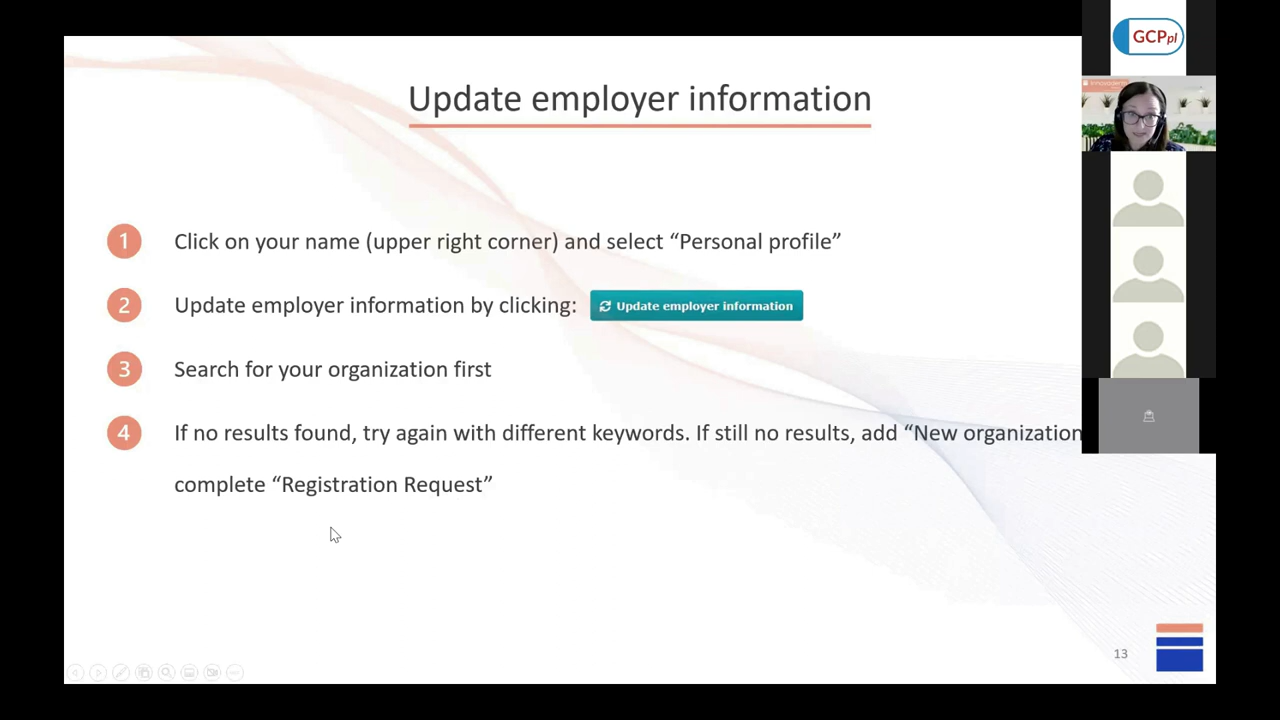 GCPpl
Update employer information
1 Click on your name (upper right corner) and select “Personal profile”
2 Update employer information by clicking: Update employer information
3 Search for your organization first
4 If no results found, try again with different keywords. If still no results, add “New organization
complete “Registration Request”
13